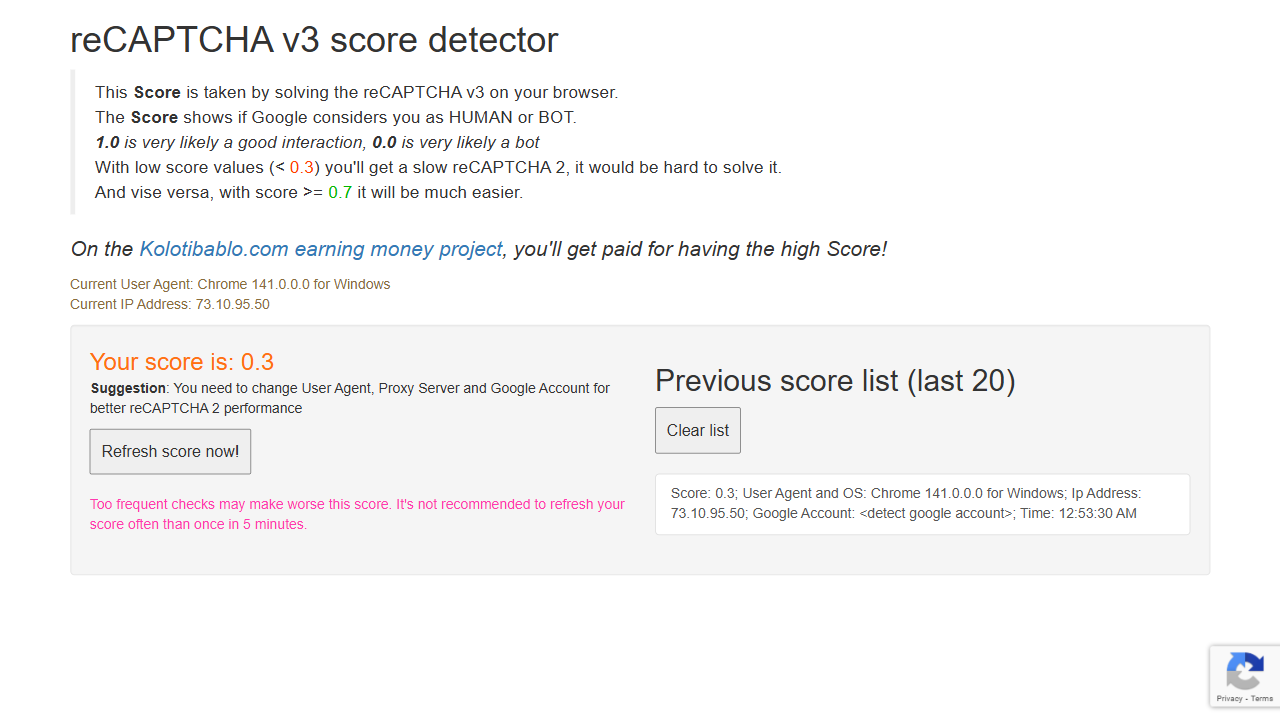 reCAPTCHA v3 score detector
This Score is taken by solving the reCAPTCHA v3 on your browser.
The Score shows if Google considers you as HUMAN or BOT.
1.0 is very likely a good interaction, 0.0 is very likely a bot
With low score values (< 0.3) you'll get a slow reCAPTCHA 2, it would be hard to solve it.
And vise versa, with score >= 0.7 it will be much easier.
On the Kolotibablo.com earning money project, you'll get paid for having the high Score!
Current User Agent: Chrome 141.0.0.0 for Windows
Current IP Address: 73.10.95.50
Your score is: 0.3
Suggestion: You need to change User Agent, Proxy Server and Google Account for
better reCAPTCHA 2 performance
Refresh score now!
Too frequent checks may make worse this score. It's not recommended to refresh your
score often than once in 5 minutes.
Previous score list (last 20)
Clear list
Score: 0.3; User Agent and OS: Chrome 141.0.0.0 for Windows; Ip Address:
73.10.95.50; Google Account: <detect google account>; Time: 12:53:30 AM
Privacy - Terms